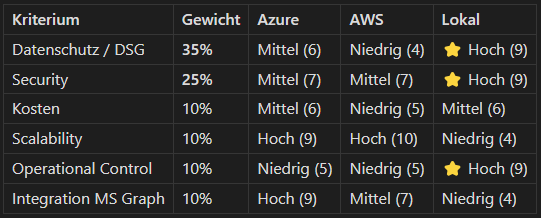 Kriterium Gewicht Azure AWS Lokal
Datenschutz / DSG 35% Mittel (6) Niedrig (4) ⭐ Hoch (9)
Security 25% Mittel (7) Mittel (7) ⭐ Hoch (9)
Kosten 10% Mittel (6) Niedrig (5) Mittel (6)
Scalability 10% Hoch (9) Hoch (10) Niedrig (4)
Operational Control 10% Niedrig (5) Niedrig (5) ⭐ Hoch (9)
Integration MS Graph 10% Hoch (9) Mittel (7) Niedrig (4)